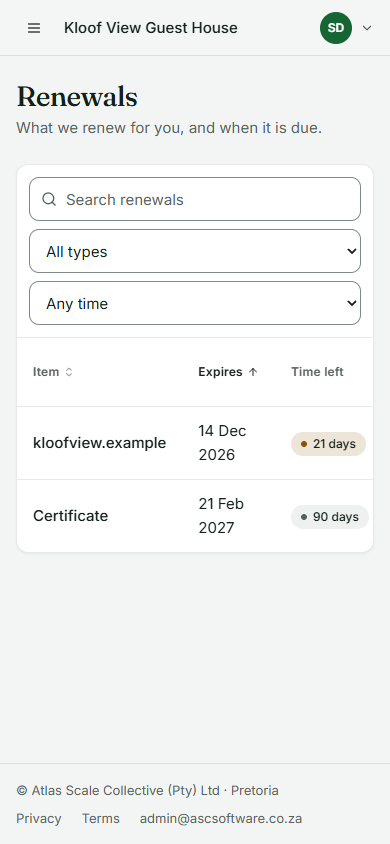 Kloof View Guest House
SD
Renewals
What we renew for you, and when it is due.
Search renewals
All types
Any time
Item
Expires
Time left
kloofview.example
14 Dec
2026
21 days
Certificate
21 Feb
2027
90 days
© Atlas Scale Collective (Pty) Ltd · Pretoria
Privacy
Terms
admin@ascsoftware.co.za